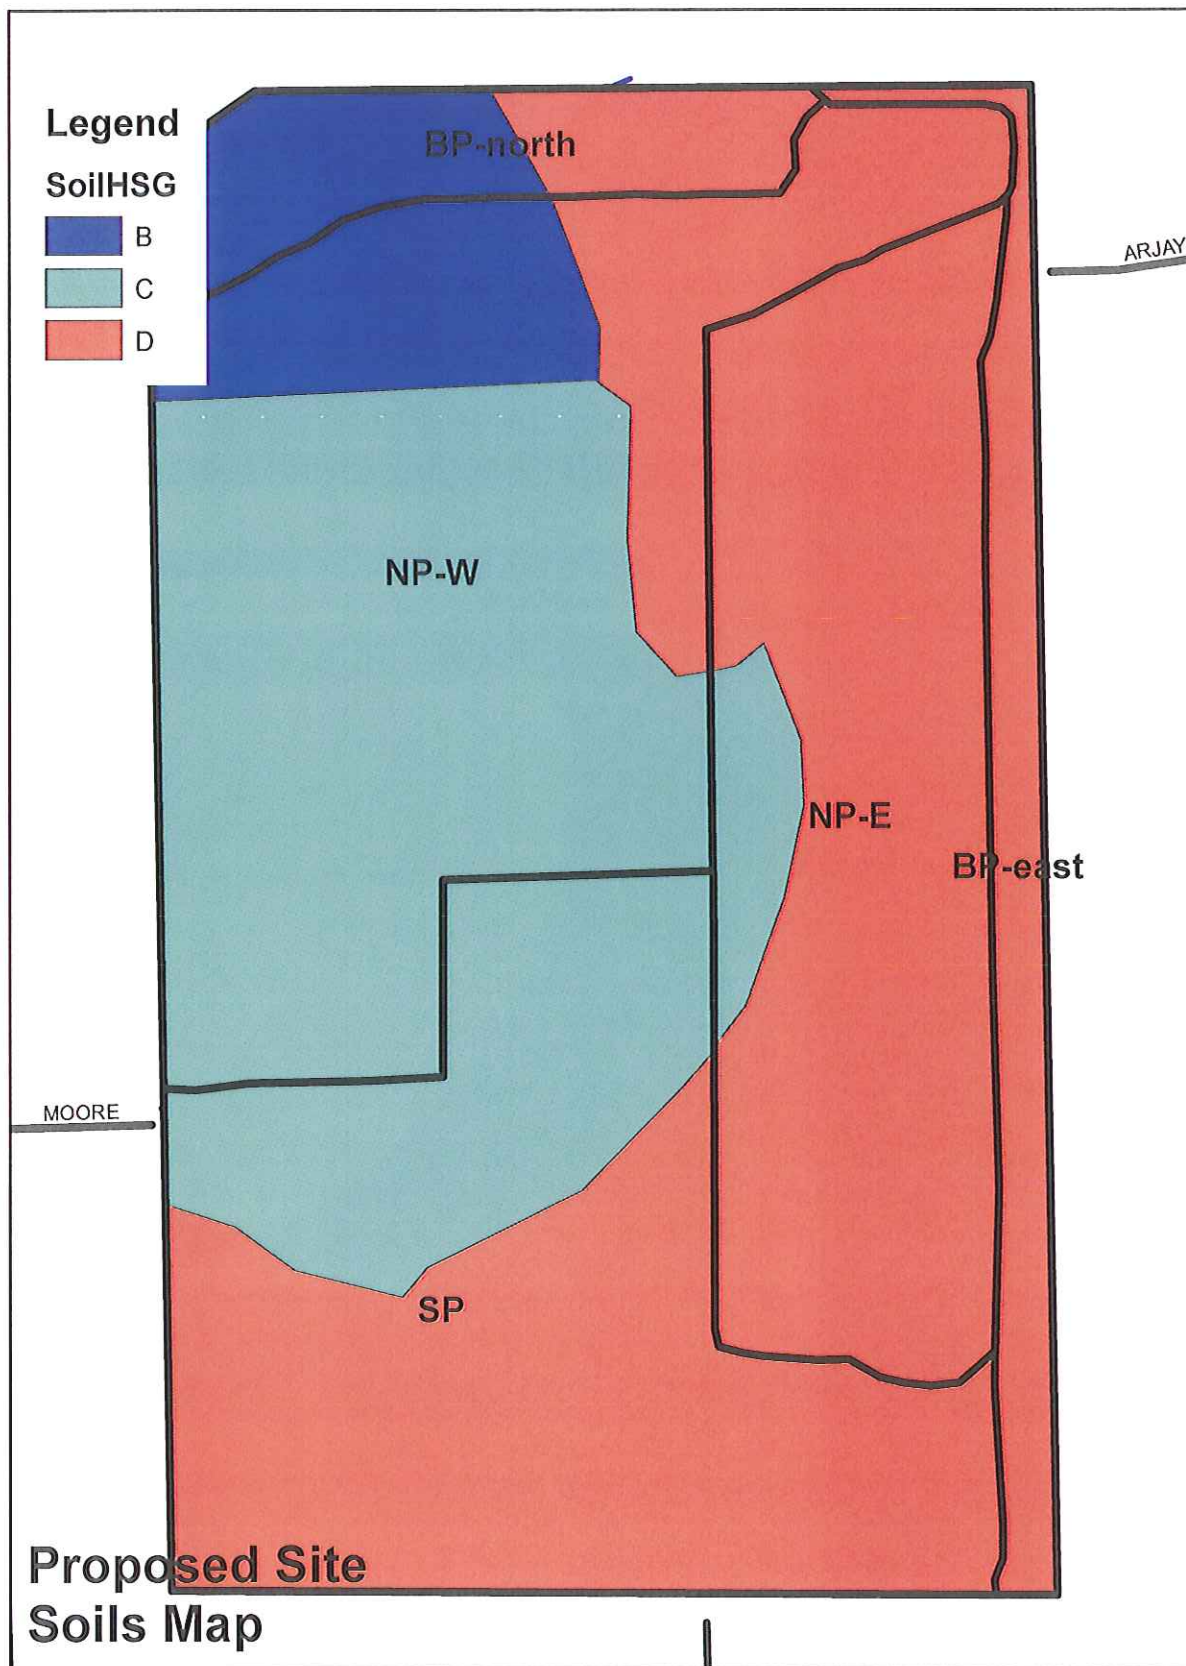 Legend
SoilHSG
B
C
D
BP-north
ARJAY
NP-W
NP-E
BP-east
MOORE
SP
Proposed Site
Soils Map